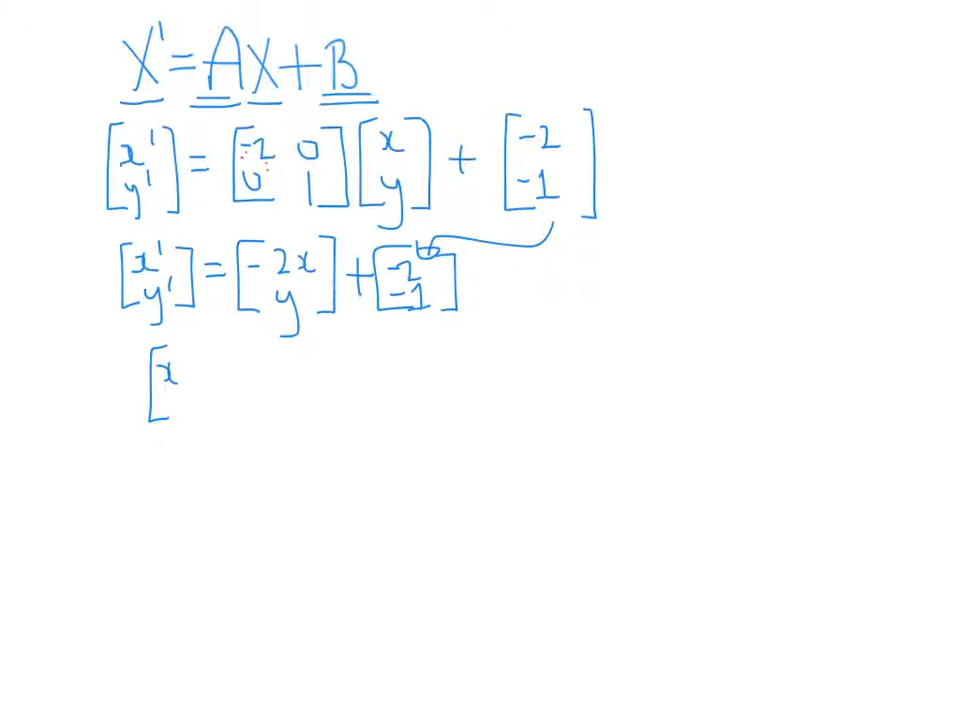 X' = AX + B
[x' y'] = [-2 0 0 1] [x y] + [-2 -1]
[x' y'] = [-2x y] + [-2 -1]
[x